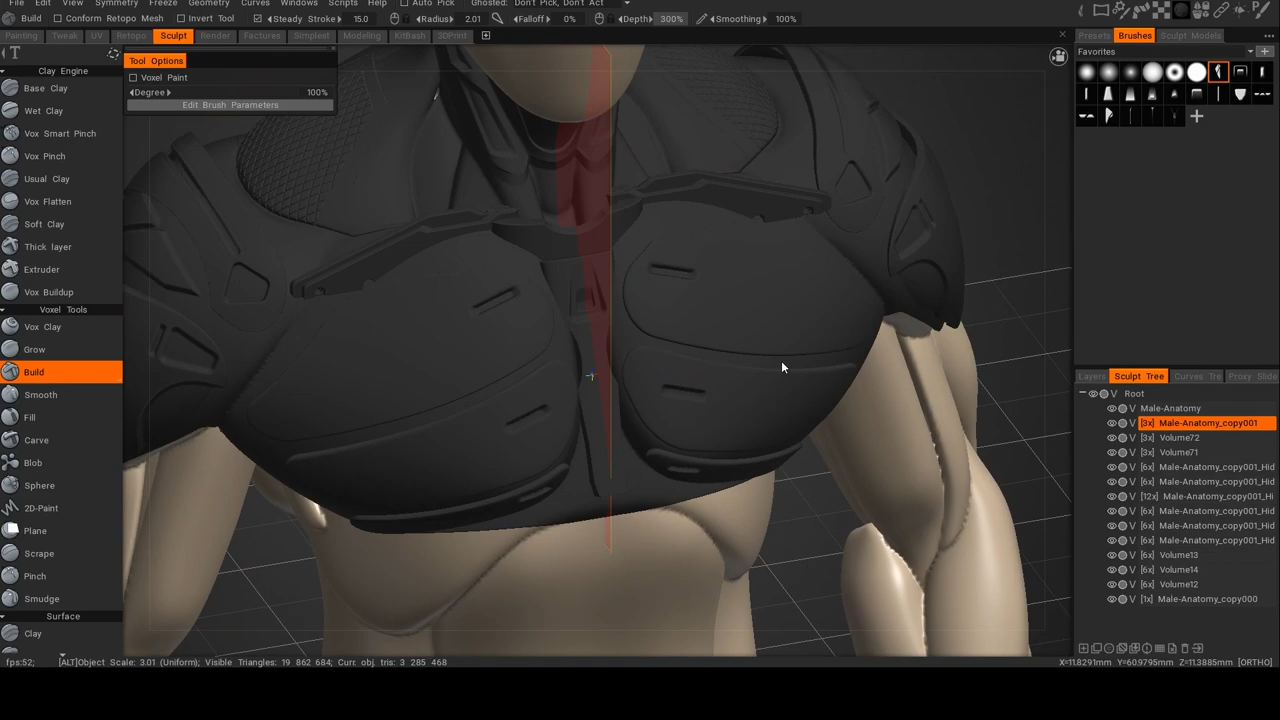 File Edit View Symmetry Freeze Geometry Curves Windows Scripts Help Auto Pick Ghosted: Don't Pick, Don't Act
Build Conform Retopo Mesh Invert Tool Steady Stroke 15.0 Radius 2.01 Falloff 0% Depth 300% Smoothing 100%
Painting Tweak UV Retopo Sculpt Render Factures Simplest Modeling KitBash 3DPrint
Presets Brushes Sculpt Models
Favorites
Tool Options
Voxel Paint
Degree 100%
Edit Brush Parameters
Clay Engine
Base Clay
Wet Clay
Vox Smart Pinch
Vox Pinch
Usual Clay
Vox Flatten
Soft Clay
Thick layer
Extruder
Vox Buildup
Voxel Tools
Vox Clay
Grow
Build
Smooth
Fill
Carve
Blob
Sphere
2D-Paint
Plane
Scrape
Pinch
Smudge
Surface
Clay
Layers Sculpt Tree Curves Tre Proxy Slide
V Root
V Male-Anatomy
V [3x] Male-Anatomy_copy001
V [3x] Volume72
V [3x] Volume71
V [6x] Male-Anatomy_copy001_Hid
V [6x] Male-Anatomy_copy001_Hid
V [12x] Male-Anatomy_copy001_Hi
V [6x] Male-Anatomy_copy001_Hid
V [6x] Male-Anatomy_copy001_Hid
V [6x] Male-Anatomy_copy001_Hid
V [6x] Volume13
V [6x] Volume14
V [6x] Volume12
V [1x] Male-Anatomy_copy000
fps:52; [ALT]Object Scale: 3.01 (Uniform); Visible Triangles: 19 862 684; Curr. obj. tris: 3 285 468
X=11.8291mm Y=60.9795mm Z=11.3885mm [ORTHO]